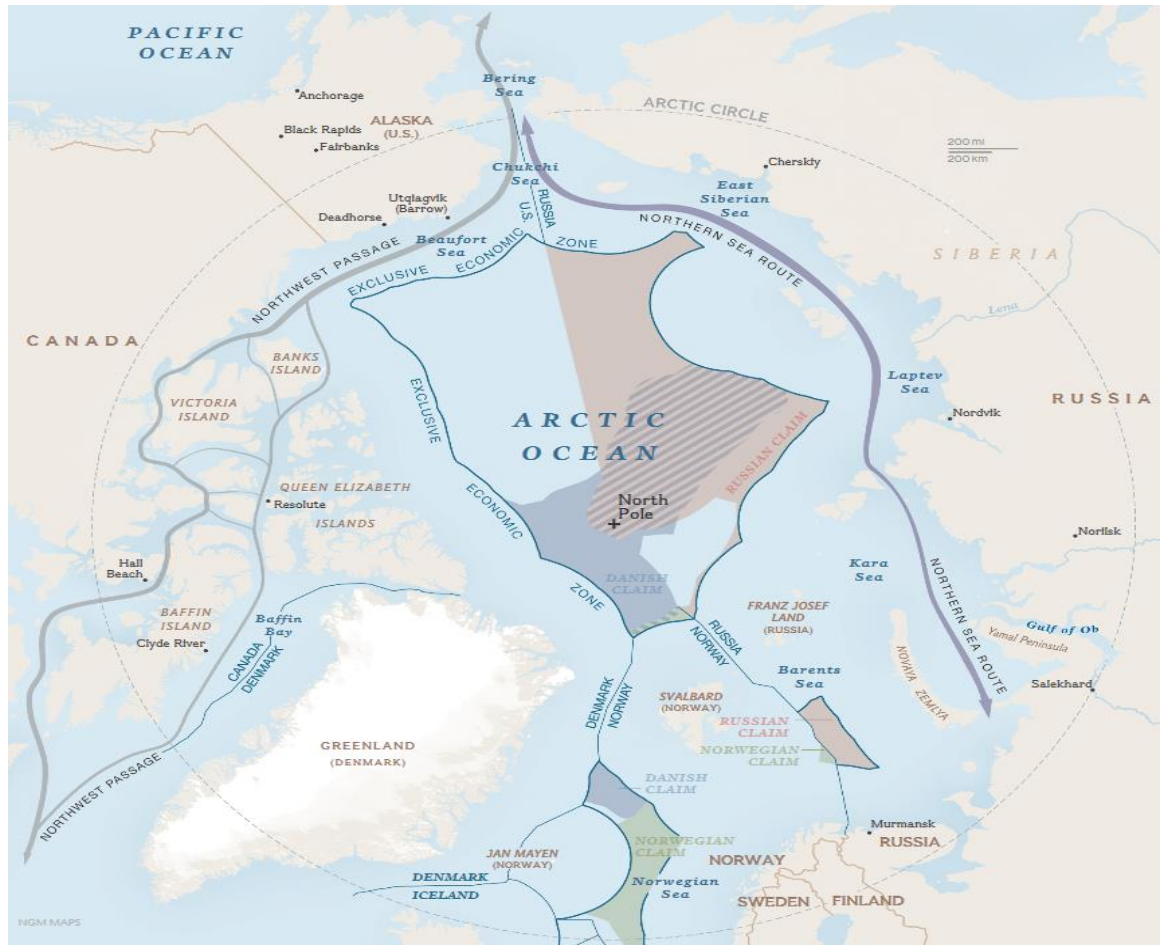 PACIFIC
OCEAN
Bering
Sea
Anchorage
ARCTIC CIRCLE
ALASKA
(U.S.)
Black Rapids
Fairbanks
200 mi
200 km
Cherskiy
Chukchi
Sea
RUSSIA
U.S.
East
Siberian
Sea
Utqiagvik
(Barrow)
Deadhorse
Beaufort
Sea
NORTHERN SEA ROUTE
EXCLUSIVE ECONOMIC ZONE
NORTHWEST PASSAGE
SIBERIA
Lena
CANADA
BANKS
ISLAND
VICTORIA
ISLAND
EXCLUSIVE ECONOMIC ZONE
Laptev
Sea
Nordvik
RUSSIA
ARCTIC
OCEAN
RUSSIAN CLAIM
QUEEN ELIZABETH
ISLANDS
Resolute
North
Pole
Norilsk
Hall
Beach
Kara
Sea
NORTHERN SEA ROUTE
DANISH
CLAIM
BAFFIN
ISLAND
Baffin
Bay
Clyde River
CANADA
DENMARK
FRANZ JOSEF
LAND
(RUSSIA)
RUSSIA
NORWAY
Gulf of Ob
Yamal Peninsula
NOVAYA ZEMLYA
Salekhard
Barents
Sea
SVALBARD
(NORWAY)
DENMARK
NORWAY
RUSSIAN
CLAIM
NORWEGIAN
CLAIM
GREENLAND
(DENMARK)
NORTHWEST PASSAGE
DANISH
CLAIM
Murmansk
RUSSIA
NORWEGIAN
CLAIM
JAN MAYEN
(NORWAY)
NORWAY
DENMARK
ICELAND
Norwegian
Sea
SWEDEN
FINLAND
NGM MAPS